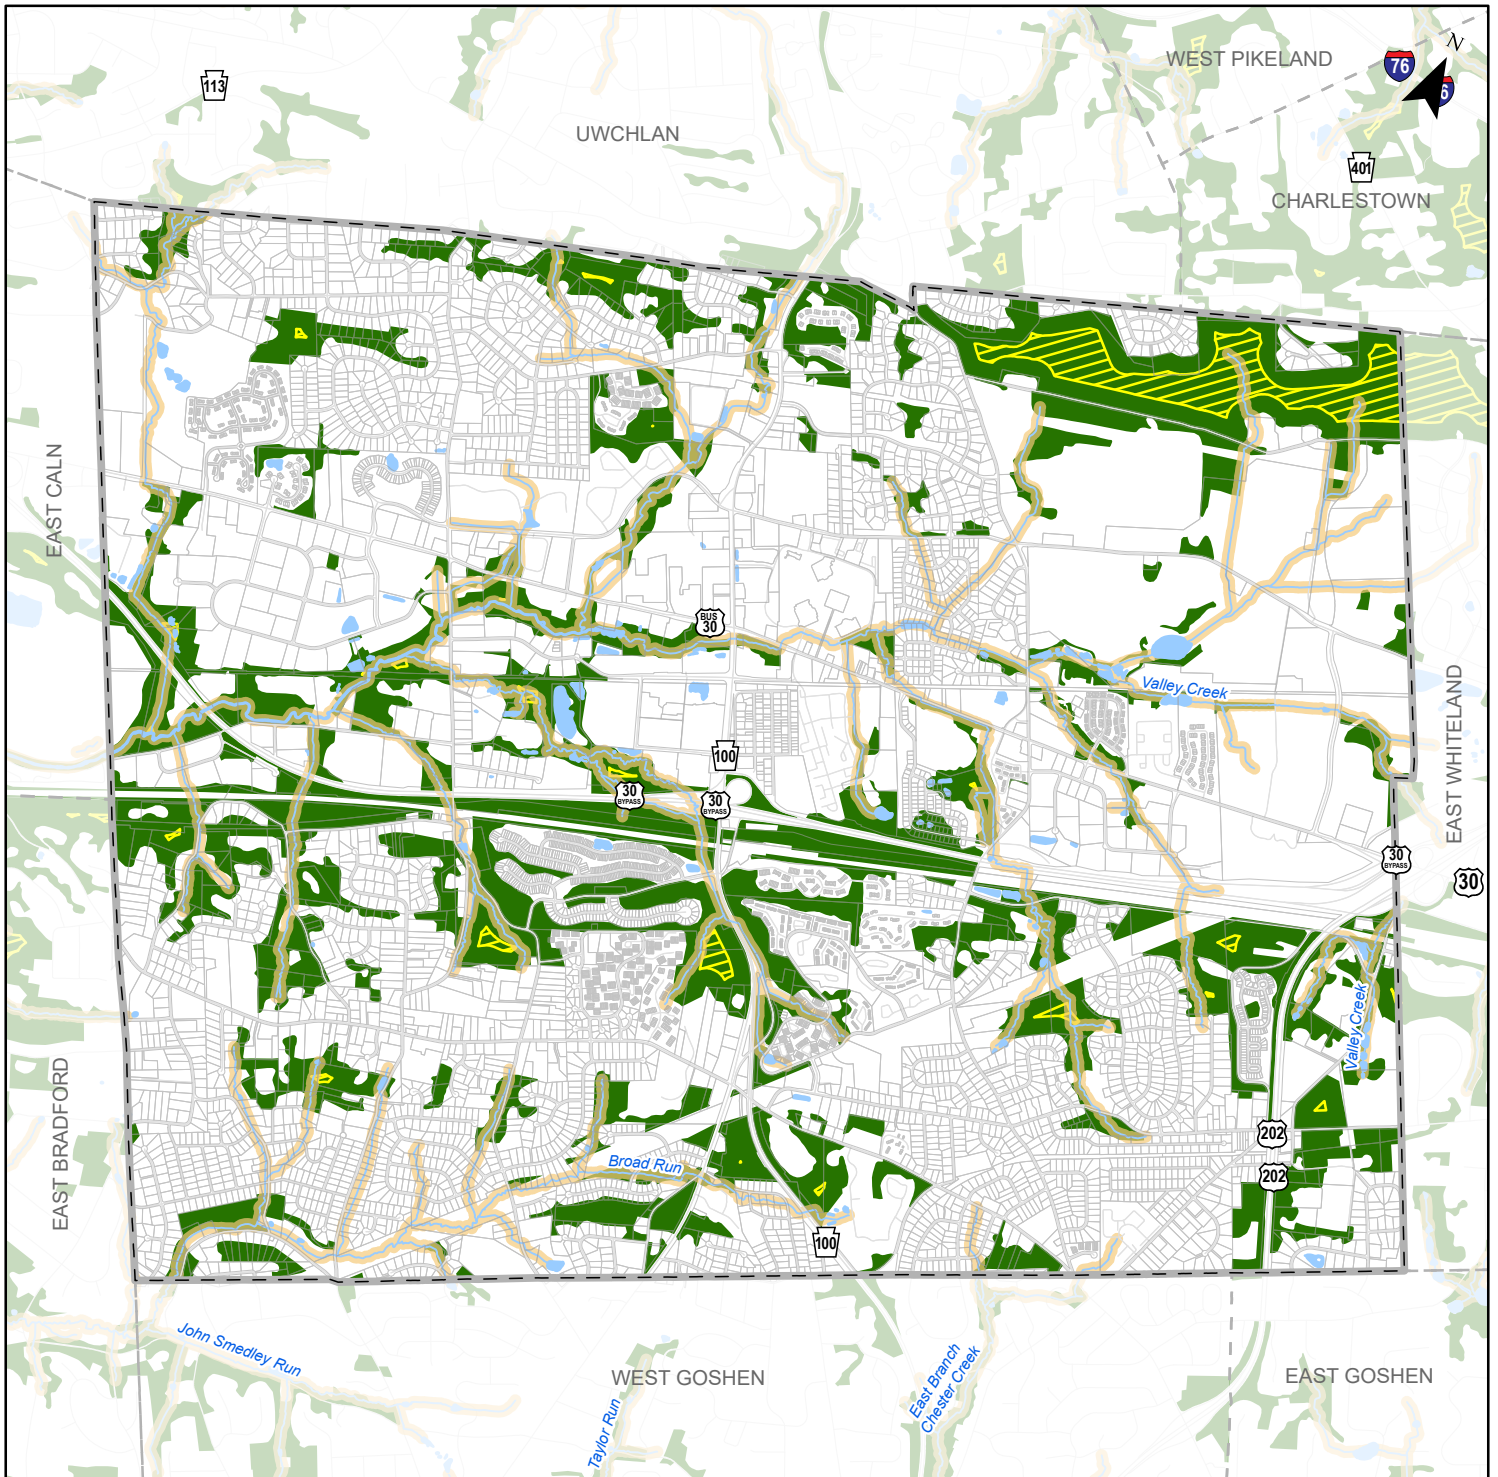 N
WEST PIKELAND
76
6
113
UWCHLAN
401
CHARLESTOWN
EAST CALN
BUS
30
Valley Creek
EAST WHITELAND
100
30
BYPASS
30
BYPASS
30
BYPASS
30
Valley Creek
EAST BRADFORD
202
Broad Run
202
100
John Smedley Run
WEST GOSHEN
East Branch
Chester Creek
EAST GOSHEN
Taylor Run